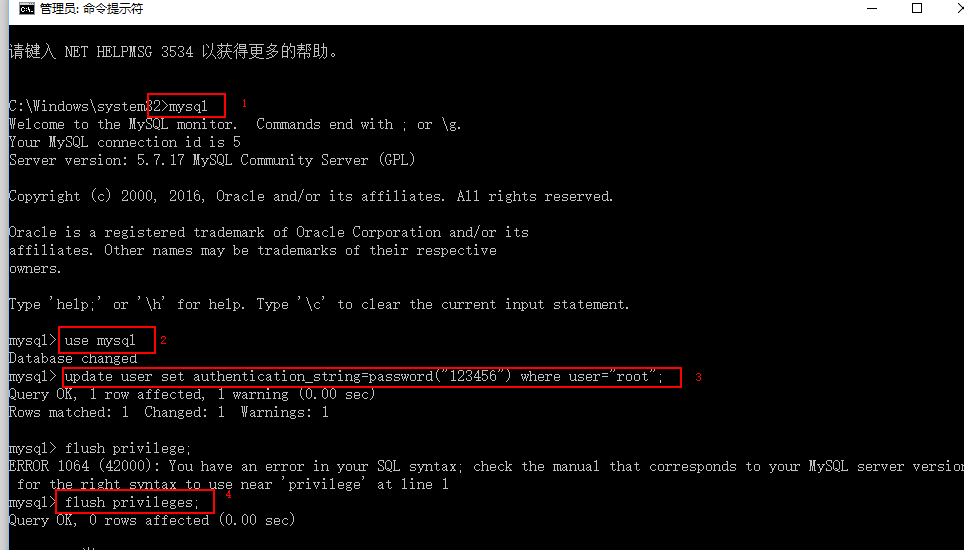 管理员: 命令提示符
请键入 NET HELPMSG 3534 以获得更多的帮助。
C:\Windows\system32>mysql 1
Welcome to the MySQL monitor.  Commands end with ; or \g.
Your MySQL connection id is 5
Server version: 5.7.17 MySQL Community Server (GPL)
Copyright (c) 2000, 2016, Oracle and/or its affiliates. All rights reserved.
Oracle is a registered trademark of Oracle Corporation and/or its
affiliates. Other names may be trademarks of their respective
owners.
Type 'help;' or '\h' for help. Type '\c' to clear the current input statement.
mysql> use mysql 2
Database changed
mysql> update user set authentication_string=password("123456") where user="root"; 3
Query OK, 1 row affected, 1 warning (0.00 sec)
Rows matched: 1  Changed: 1  Warnings: 1
mysql> flush privilege;
ERROR 1064 (42000): You have an error in your SQL syntax; check the manual that corresponds to your MySQL server version
for the right syntax to use near 'privilege' at line 1
mysql> flush privileges; 4
Query OK, 0 rows affected (0.00 sec)